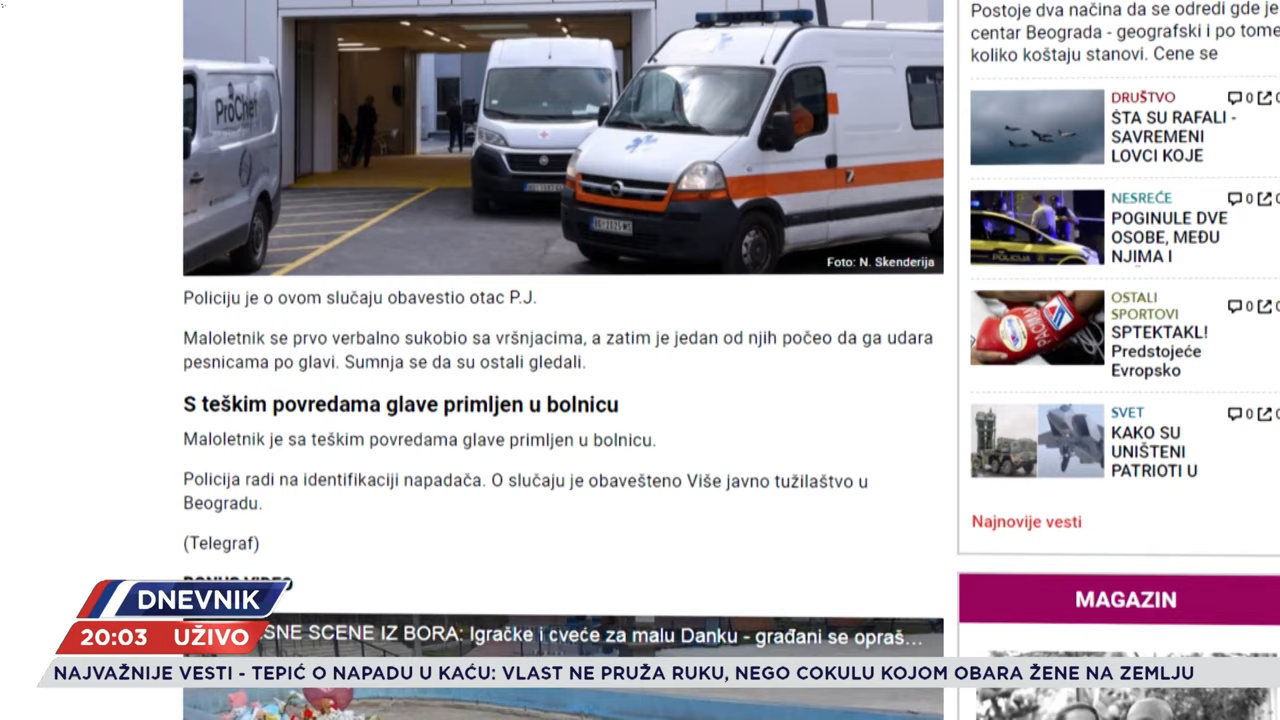 ProChef
Foto: N. Skenderija
Policiju je o ovom slučaju obavestio otac P.J.
Maloletnik se prvo verbalno sukobio sa vršnjacima, a zatim je jedan od njih počeo da ga udara
pesnicama po glavi. Sumnja se da su ostali gledali.
S teškim povredama glave primljen u bolnicu
Maloletnik je sa teškim povredama glave primljen u bolnicu.
Policija radi na identifikaciji napadača. O slučaju je obavešteno Više javno tužilaštvo u
Beogradu.
(Telegraf)
BONUS VIDEO
SNE SCENE IZ BORA: Igračke i cveće za malu Danku - građani se opraš...
Postoje dva načina da se odredi gde je
centar Beograda - geografski i po tome
koliko koštaju stanovi. Cene se
DRUŠTVO
0
ŠTA SU RAFALI -
SAVREMENI
LOVCI KOJE
NESREĆE
0
POGINULE DVE
OSOBE, MEĐU
NJIMA I
POLICIJA
OSTALI
SPORTOVI
0
SPTEKTAKL!
Predstojeće
Evropsko
SVET
0
KAKO SU
UNIŠTENI
PATRIOTI U
Najnovije vesti
MAGAZIN
DNEVNIK
20:03 UŽIVO
NAJVAŽNIJE VESTI - TEPIĆ O NAPADU U KAĆU: VLAST NE PRUŽA RUKU, NEGO COKULU KOJOM OBARA ŽENE NA ZEMLJU